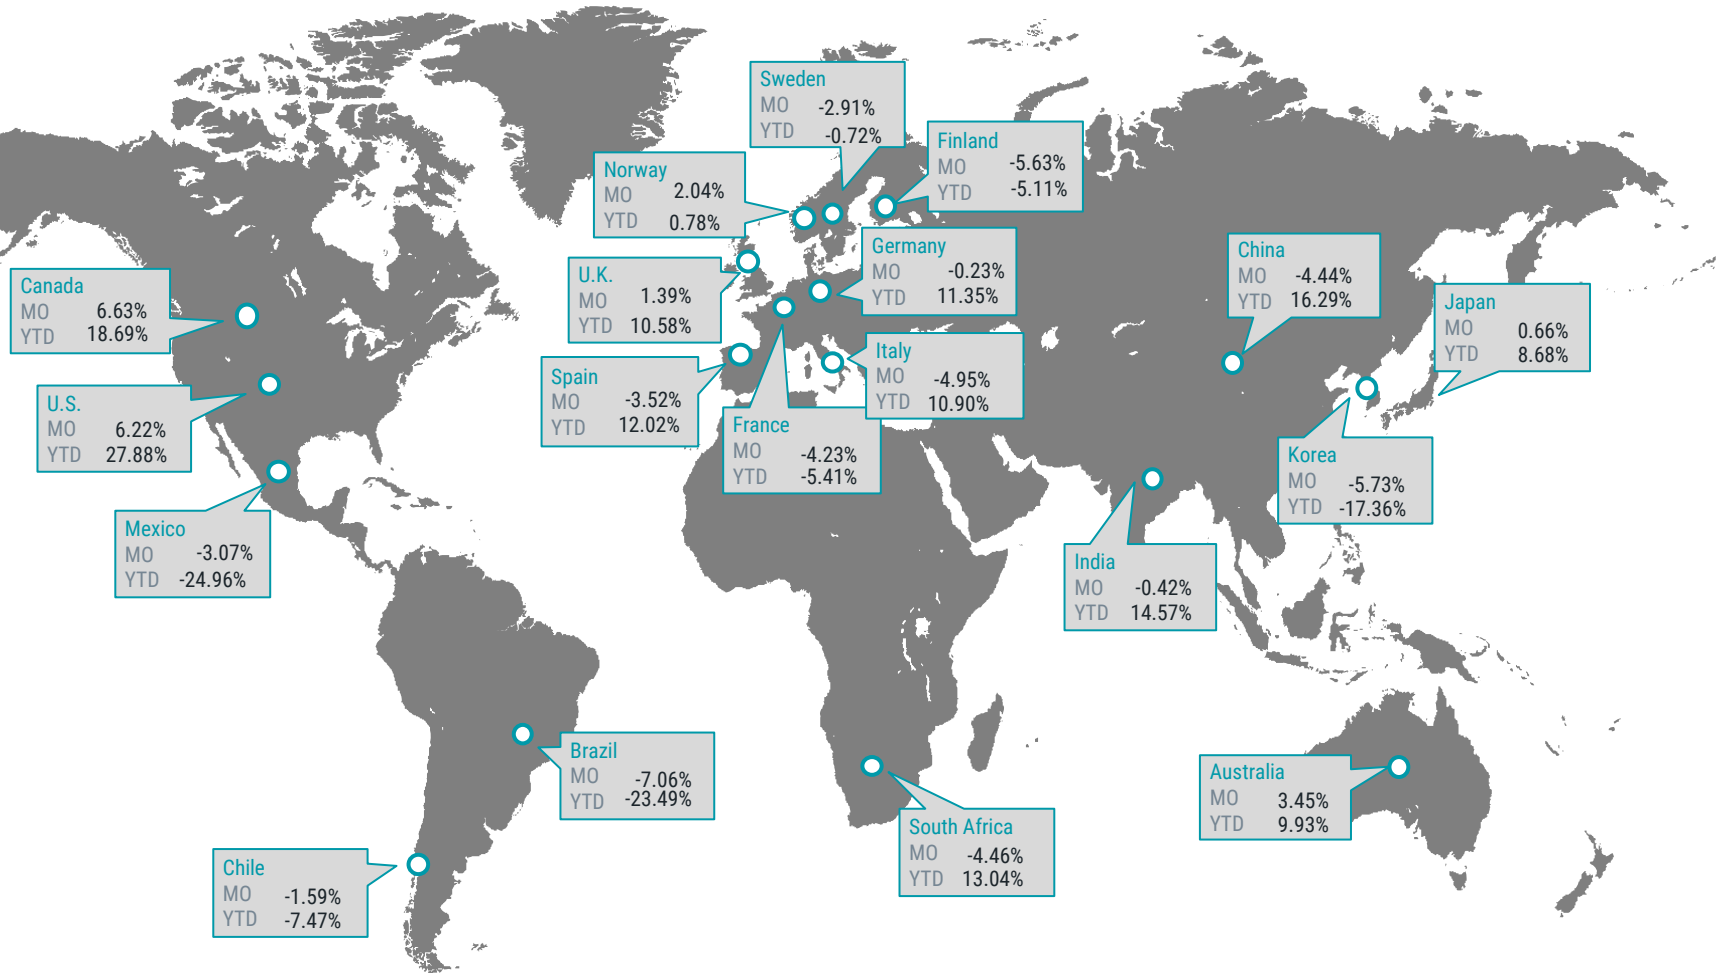 Sweden
MO -2.91%
YTD -0.72%
Finland
MO -5.63%
YTD -5.11%
Norway
MO 2.04%
YTD 0.78%
Germany
MO -0.23%
YTD 11.35%
China
MO -4.44%
YTD 16.29%
U.K.
MO 1.39%
YTD 10.58%
Canada
MO 6.63%
YTD 18.69%
Japan
MO 0.66%
YTD 8.68%
Italy
MO -4.95%
YTD 10.90%
Spain
MO -3.52%
YTD 12.02%
U.S.
MO 6.22%
YTD 27.88%
France
MO -4.23%
YTD -5.41%
Korea
MO -5.73%
YTD -17.36%
Mexico
MO -3.07%
YTD -24.96%
India
MO -0.42%
YTD 14.57%
Brazil
MO -7.06%
YTD -23.49%
Australia
MO 3.45%
YTD 9.93%
South Africa
MO -4.46%
YTD 13.04%
Chile
MO -1.59%
YTD -7.47%